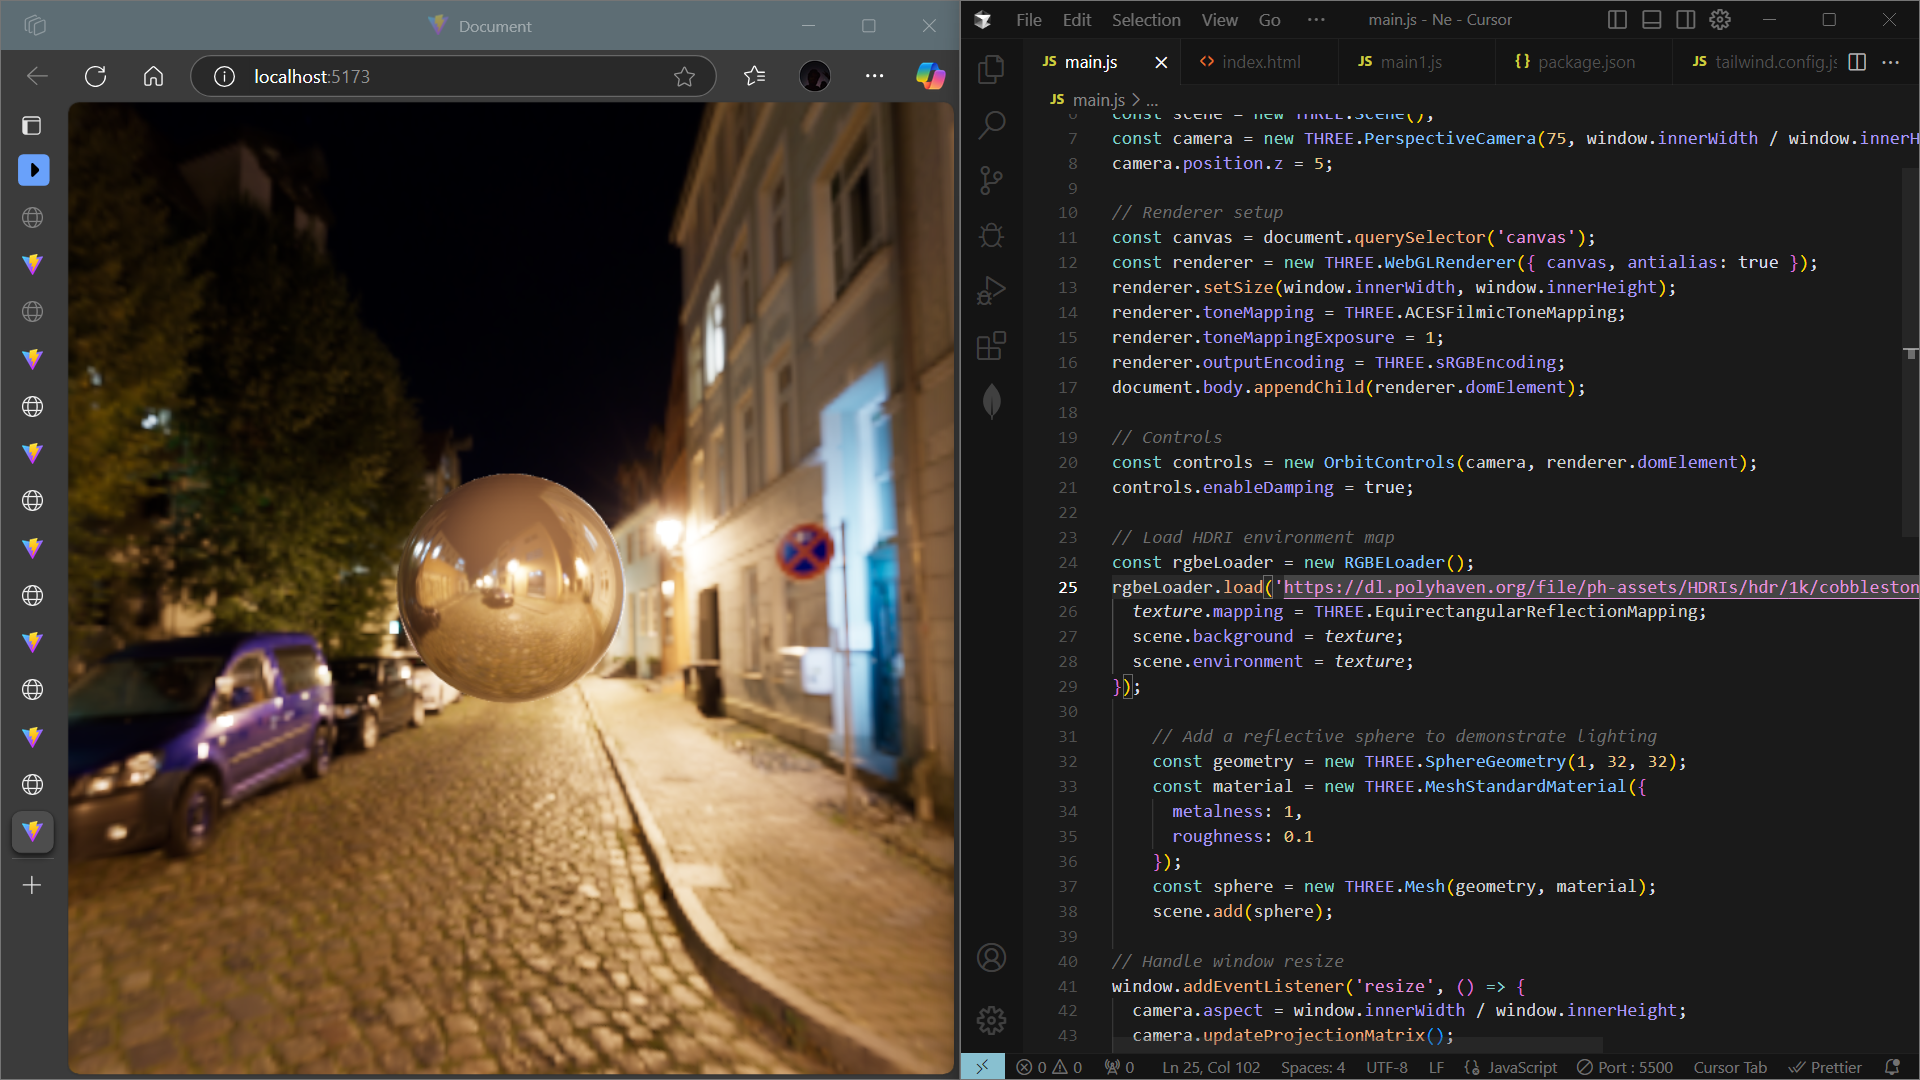 Document
localhost:5173
File Edit Selection View Go ···
main.js - Ne - Cursor
JS main.js
<> index.html
JS main1.js
{} package.json
JS tailwind.config.js
JS main.js > ...
6 const scene = new THREE.Scene();
7 const camera = new THREE.PerspectiveCamera(75, window.innerWidth / window.innerH
8 camera.position.z = 5;
9
10 // Renderer setup
11 const canvas = document.querySelector('canvas');
12 const renderer = new THREE.WebGLRenderer({ canvas, antialias: true });
13 renderer.setSize(window.innerWidth, window.innerHeight);
14 renderer.toneMapping = THREE.ACESFilmicToneMapping;
15 renderer.toneMappingExposure = 1;
16 renderer.outputEncoding = THREE.sRGBEncoding;
17 document.body.appendChild(renderer.domElement);
18
19 // Controls
20 const controls = new OrbitControls(camera, renderer.domElement);
21 controls.enableDamping = true;
22
23 // Load HDRI environment map
24 const rgbeLoader = new RGBELoader();
25 rgbeLoader.load('https://dl.polyhaven.org/file/ph-assets/HDRIs/hdr/1k/cobbleston
26 texture.mapping = THREE.EquirectangularReflectionMapping;
27 scene.background = texture;
28 scene.environment = texture;
29 });
30
31 // Add a reflective sphere to demonstrate lighting
32 const geometry = new THREE.SphereGeometry(1, 32, 32);
33 const material = new THREE.MeshStandardMaterial({
34 metalness: 1,
35 roughness: 0.1
36 });
37 const sphere = new THREE.Mesh(geometry, material);
38 scene.add(sphere);
39
40 // Handle window resize
41 window.addEventListener('resize', () => {
42 camera.aspect = window.innerWidth / window.innerHeight;
43 camera.updateProjectionMatrix();
0 0 0 Ln 25, Col 102 Spaces: 4 UTF-8 LF {} JavaScript Port : 5500 Cursor Tab Prettier